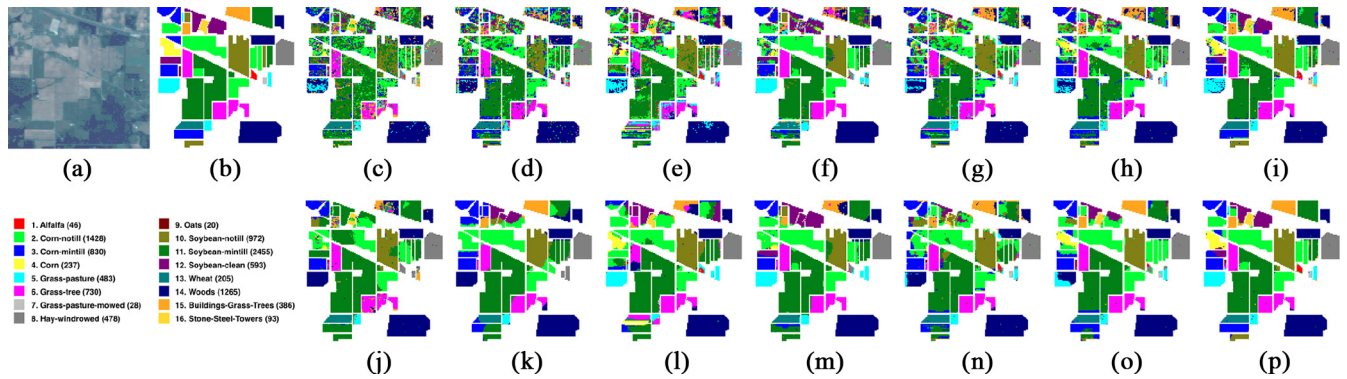 (a) (b) (c) (d) (e) (f) (g) (h) (i)
1. Alfalfa (46)
2. Corn-notill (1428)
3. Corn-mintill (830)
4. Corn (237)
5. Grass-pasture (483)
6. Grass-tree (730)
7. Grass-pasture-mowed (28)
8. Hay-windrowed (478)
9. Oats (20)
10. Soybean-notill (972)
11. Soybean-mintill (2455)
12. Soybean-clean (593)
13. Wheat (205)
14. Woods (1265)
15. Buildings-Grass-Trees (386)
16. Stone-Steel-Towers (93)
(j) (k) (l) (m) (n) (o) (p)